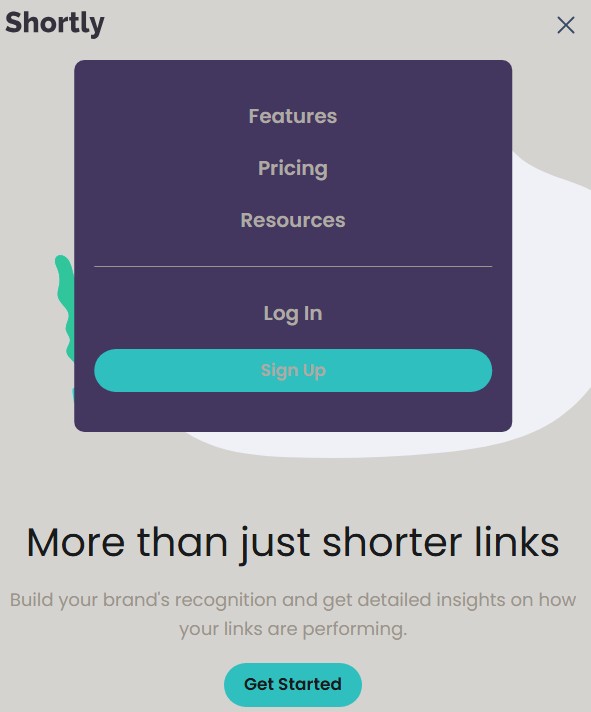 Shortly
Features
Pricing
Resources
Log In
Sign Up
More than just shorter links
Build your brand's recognition and get detailed insights on how
your links are performing.
Get Started